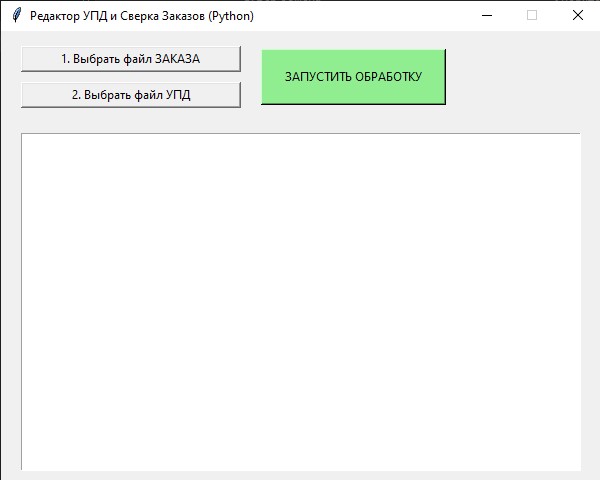 Редактор УПД и Сверка Заказов (Python)
1. Выбрать файл ЗАКАЗА
ЗАПУСТИТЬ ОБРАБОТКУ
2. Выбрать файл УПД